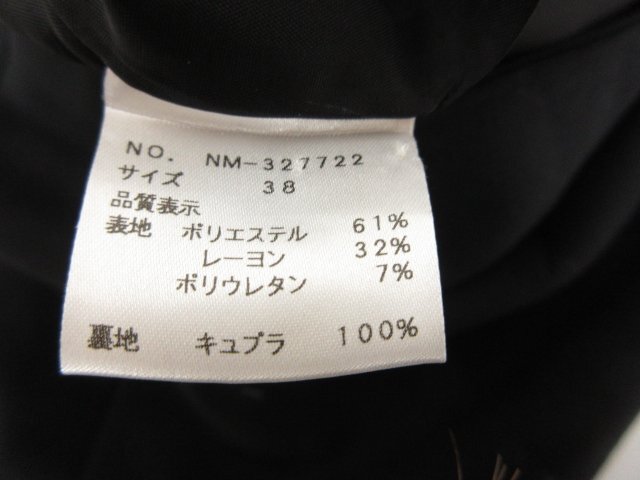 NO. NM-327722
サイズ 38
品質表示
表地 ポリエステル 61%
レーヨン 32%
ポリウレタン 7%
裏地 キュプラ 100%